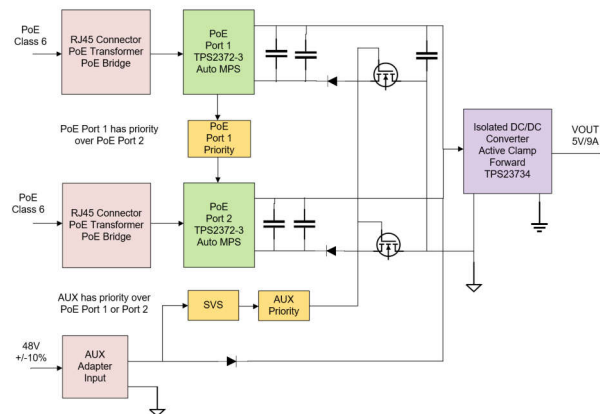 PoE
Class 6
RJ45 Connector
PoE Transformer
PoE Bridge
PoE
Port 1
TPS2372-3
Auto MPS
PoE Port 1 has priority
over PoE Port 2
PoE
Port 1
Priority
Isolated DC/DC
Converter
Active Clamp
Forward
TPS23734
VOUT
5V/9A
PoE
Class 6
RJ45 Connector
PoE Transformer
PoE Bridge
PoE
Port 2
TPS2372-3
Auto MPS
AUX has priority over
PoE Port 1 or Port 2
SVS
AUX
Priority
48V
+/-10%
AUX
Adapter
Input